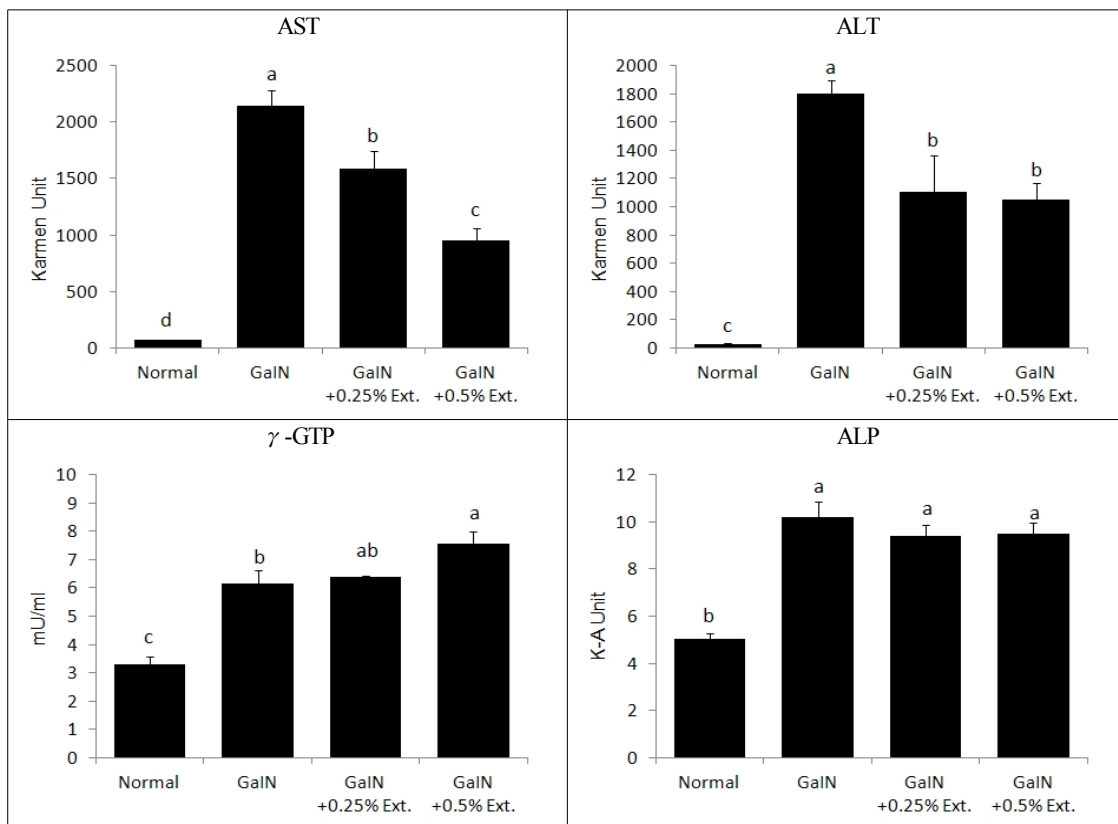 AST
a
b
c
d
2500
2000
1500
1000
500
0
Karmen Unit
Normal
GalN
GalN
+0.25% Ext.
GalN
+0.5% Ext.
ALT
a
b
b
c
2000
1800
1600
1400
1200
1000
800
600
400
200
0
Karmen Unit
Normal
GalN
GalN
+0.25% Ext.
GalN
+0.5% Ext.
γ -GTP
a
ab
b
c
10
9
8
7
6
5
4
3
2
1
0
mU/ml
Normal
GalN
GalN
+0.25% Ext.
GalN
+0.5% Ext.
ALP
a
a
a
b
12
10
8
6
4
2
0
K-A Unit
Normal
GalN
GalN
+0.25% Ext.
GalN
+0.5% Ext.